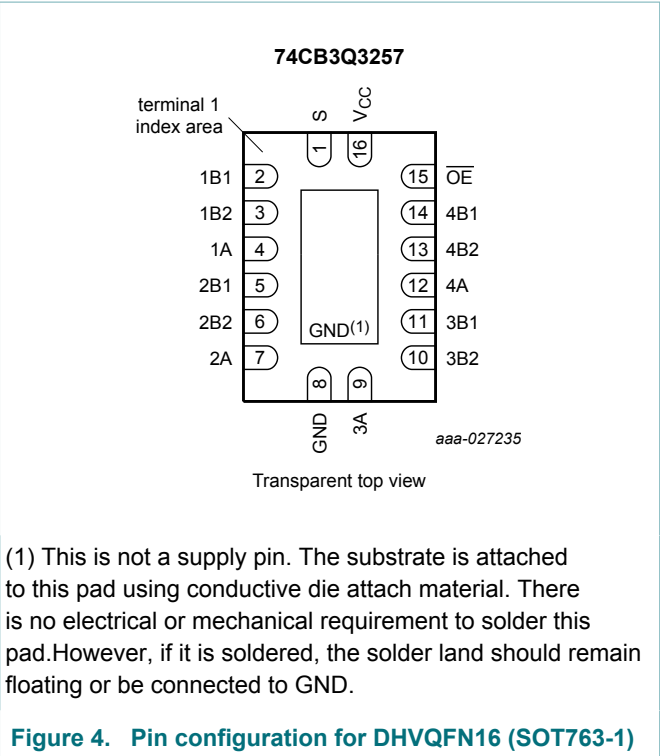 74CB3Q3257
terminal 1
index area
S
VCC
1
16
1B1 2
15 OE
1B2 3
14 4B1
1A 4
13 4B2
2B1 5
12 4A
2B2 6
11 3B1
GND(1)
2A 7
10 3B2
8
9
GND
3A
aaa-027235
Transparent top view
(1) This is not a supply pin. The substrate is attached
to this pad using conductive die attach material. There
is no electrical or mechanical requirement to solder this
pad.However, if it is soldered, the solder land should remain
floating or be connected to GND.
Figure 4. Pin configuration for DHVQFN16 (SOT763-1)